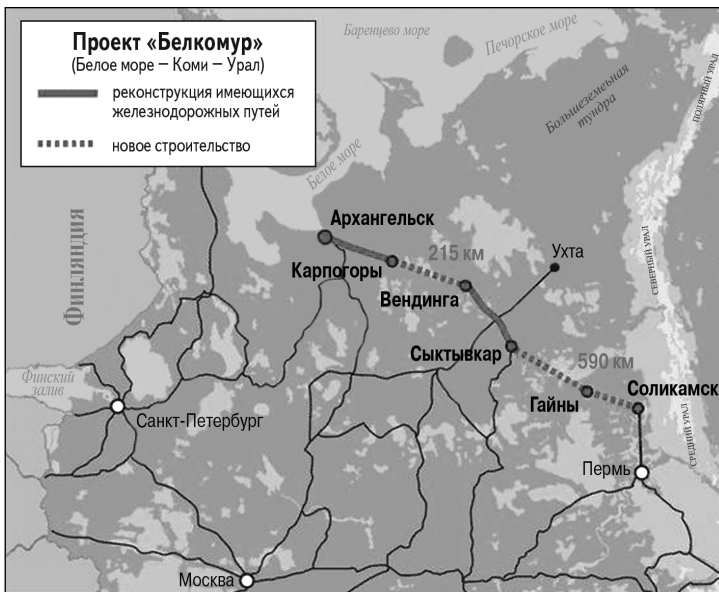 Проект «Белкомур»
(Белое море – Коми – Урал)
реконструкция имеющихся
железнодорожных путей
новое строительство
Баренцево море
Печорское море
Большеземельная
тундра
ПОЛЯРНЫЙ УРАЛ
Белое море
Финляндия
Архангельск
Карпогоры
215 км
Ухта
Вендинга
СЕВЕРНЫЙ УРАЛ
Сыктывкар
590 км
Финский
залив
Гайны
Соликамск
Санкт-Петербург
СРЕДНИЙ УРАЛ
Пермь
Москва